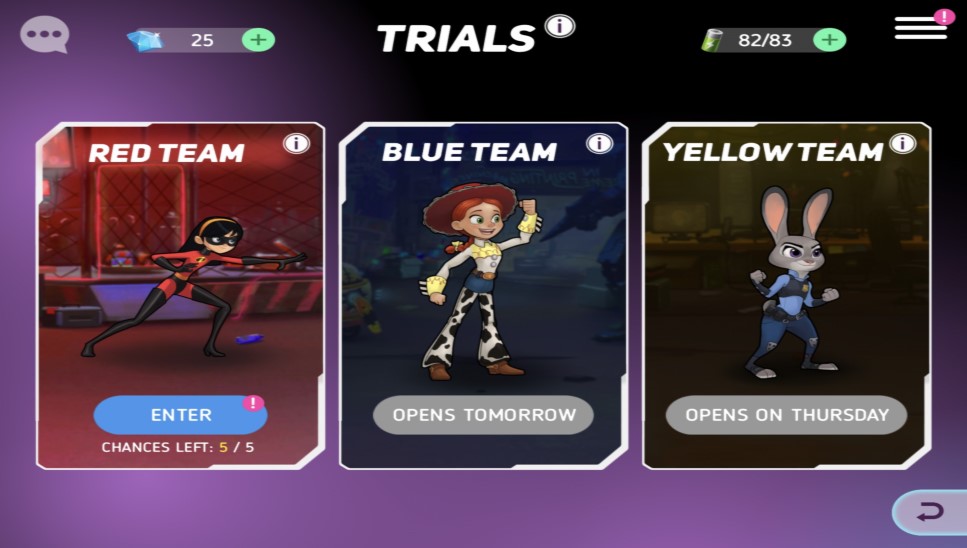 25
TRIALS
82/83
RED TEAM
BLUE TEAM
YELLOW TEAM
ENTER
CHANCES LEFT: 5 / 5
OPENS TOMORROW
OPENS ON THURSDAY